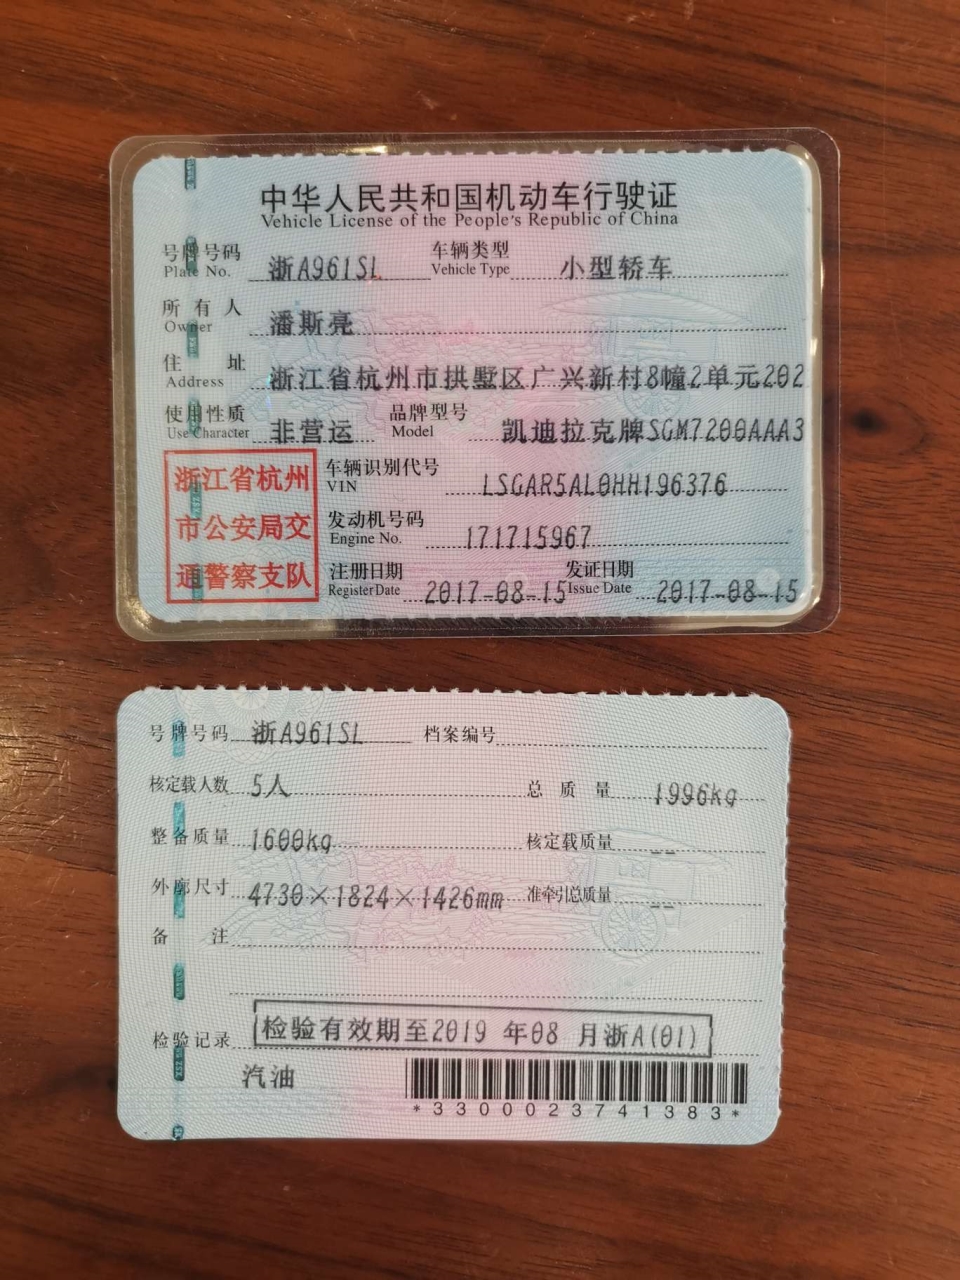 中华人民共和国机动车行驶证
Vehicle License of the People's Republic of China
号牌号码 浙A961SL 车辆类型 小型轿车
Plate No. Vehicle Type
所有人 潘斯亮
Owner
住址 浙江省杭州市拱墅区广兴新村8幢2单元202
Address
使用性质 非营运 品牌型号 凯迪拉克牌SGM7200AAA3
Use Character Model
浙江省杭州 车辆识别代号 LSGAR5AL0HH196376
VIN
市公安局交 发动机号码 171715967
Engine No.
通警察支队 注册日期 2017-08-15 发证日期 2017-08-15
Register Date Issue Date
号牌号码 浙A961SL 档案编号
核定载人数 5人 总质量 1996kg
整备质量 1600kg 核定载质量 --
外廓尺寸 4730×1824×1426mm 准牵引总质量 --
备注
检验记录 检验有效期至2019 年08 月浙A(01)
汽油
*3300023741383*